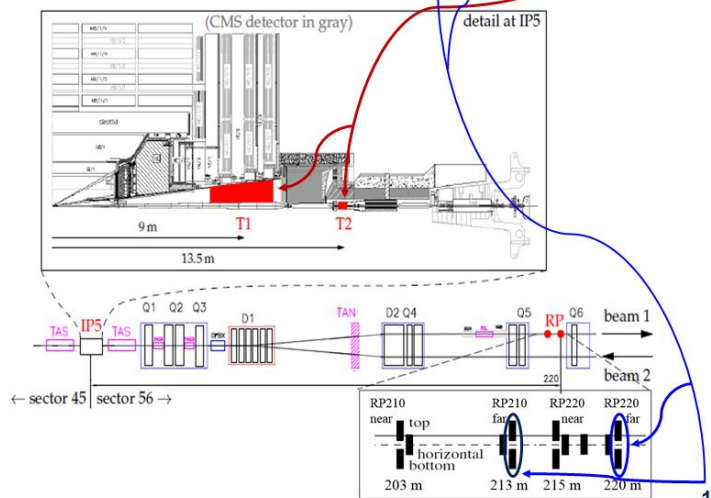 (CMS detector in gray)
detail at IP5
T1
T2
9 m
13.5 m
IP5
TAS
TAS
Q1
Q2
Q3
D1
TAN
D2 Q4
Q5
RP
Q6
beam 1
beam 2
220
← sector 45
sector 56 →
RP210
near
RP210
far
RP220
near
RP220
far
top
horizontal
bottom
203 m
213 m
215 m
220 m
1